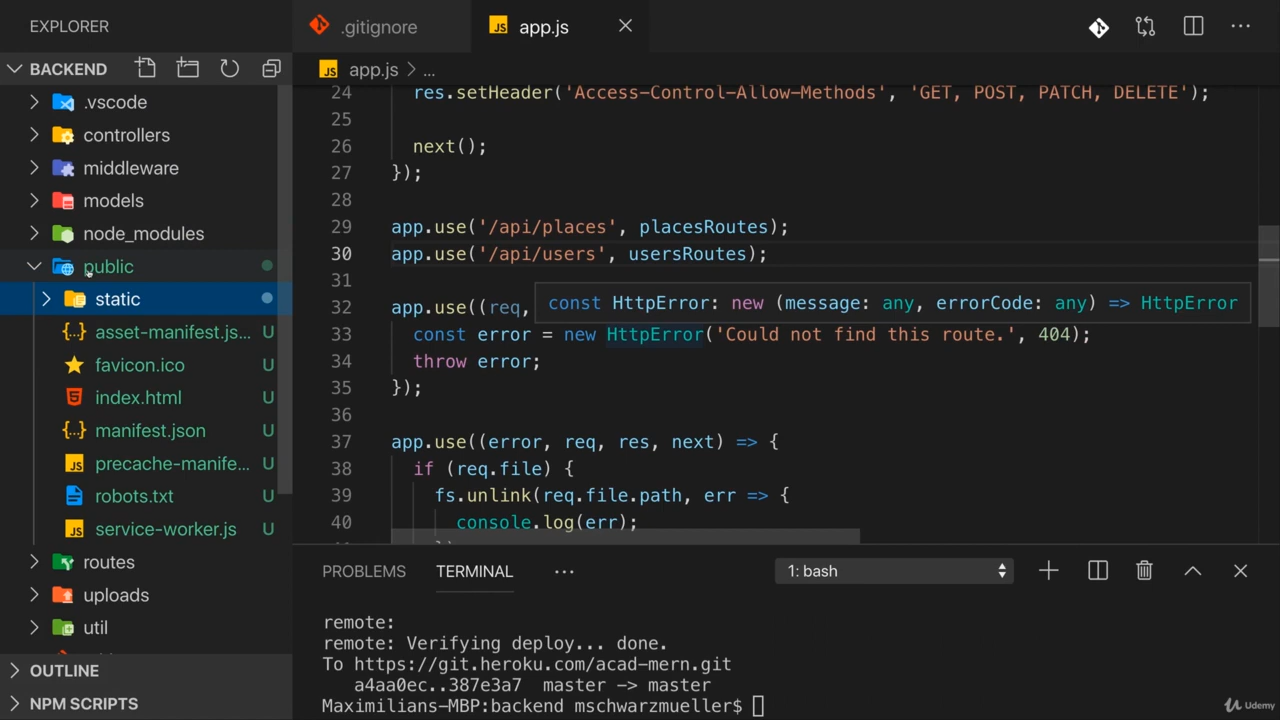 EXPLORER
BACKEND
.vscode
controllers
middleware
models
node_modules
public
static
asset-manifest.js...
U
favicon.ico
U
index.html
U
manifest.json
U
precache-manife...
U
robots.txt
U
service-worker.js
U
routes
uploads
util
OUTLINE
NPM SCRIPTS
.gitignore
JS app.js
JS app.js > ...
24 res.setHeader('Access-Control-Allow-Methods', 'GET, POST, PATCH, DELETE');
25
26 next();
27 });
28
29 app.use('/api/places', placesRoutes);
30 app.use('/api/users', usersRoutes);
31
const HttpError: new (message: any, errorCode: any) => HttpError
32 app.use((req,
33 const error = new HttpError('Could not find this route.', 404);
34 throw error;
35 });
36
37 app.use((error, req, res, next) => {
38 if (req.file) {
39 fs.unlink(req.file.path, err => {
40 console.log(err);
PROBLEMS
TERMINAL
...
1: bash
remote:
remote: Verifying deploy... done.
To https://git.heroku.com/acad-mern.git
a4aa0ec..387e3a7 master -> master
Maximilians-MBP:backend mschwarzmueller$
Udemy